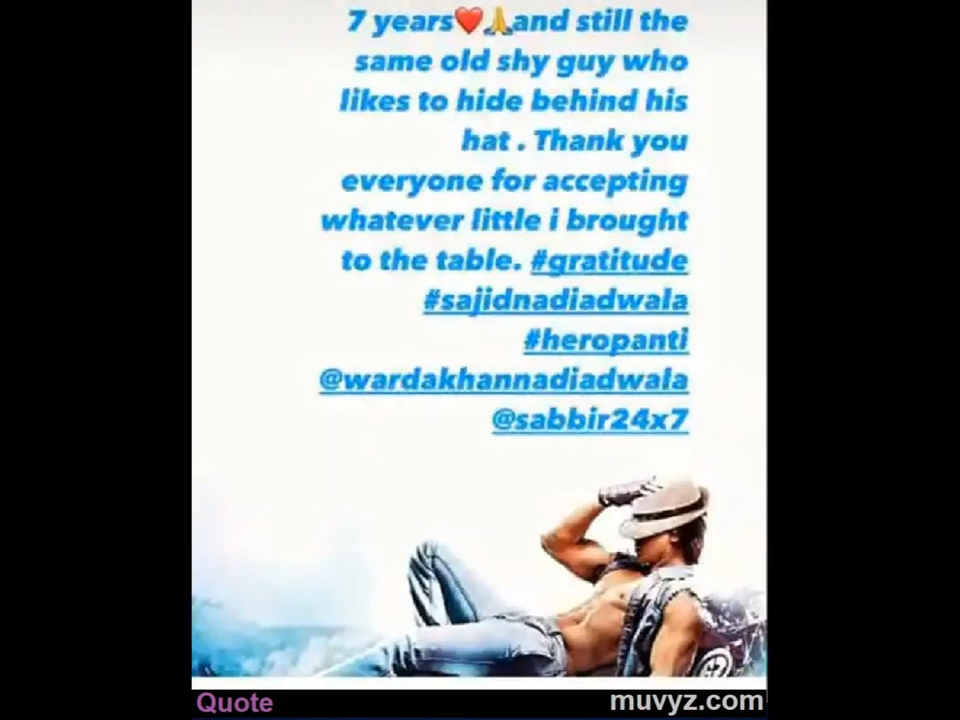 7 years❤️🙏and still the
same old shy guy who
likes to hide behind his
hat . Thank you
everyone for accepting
whatever little i brought
to the table. #gratitude
#sajidnadiadwala
#heropanti
@wardakhannadiadwala
@sabbir24x7
Quote
muvyz.com